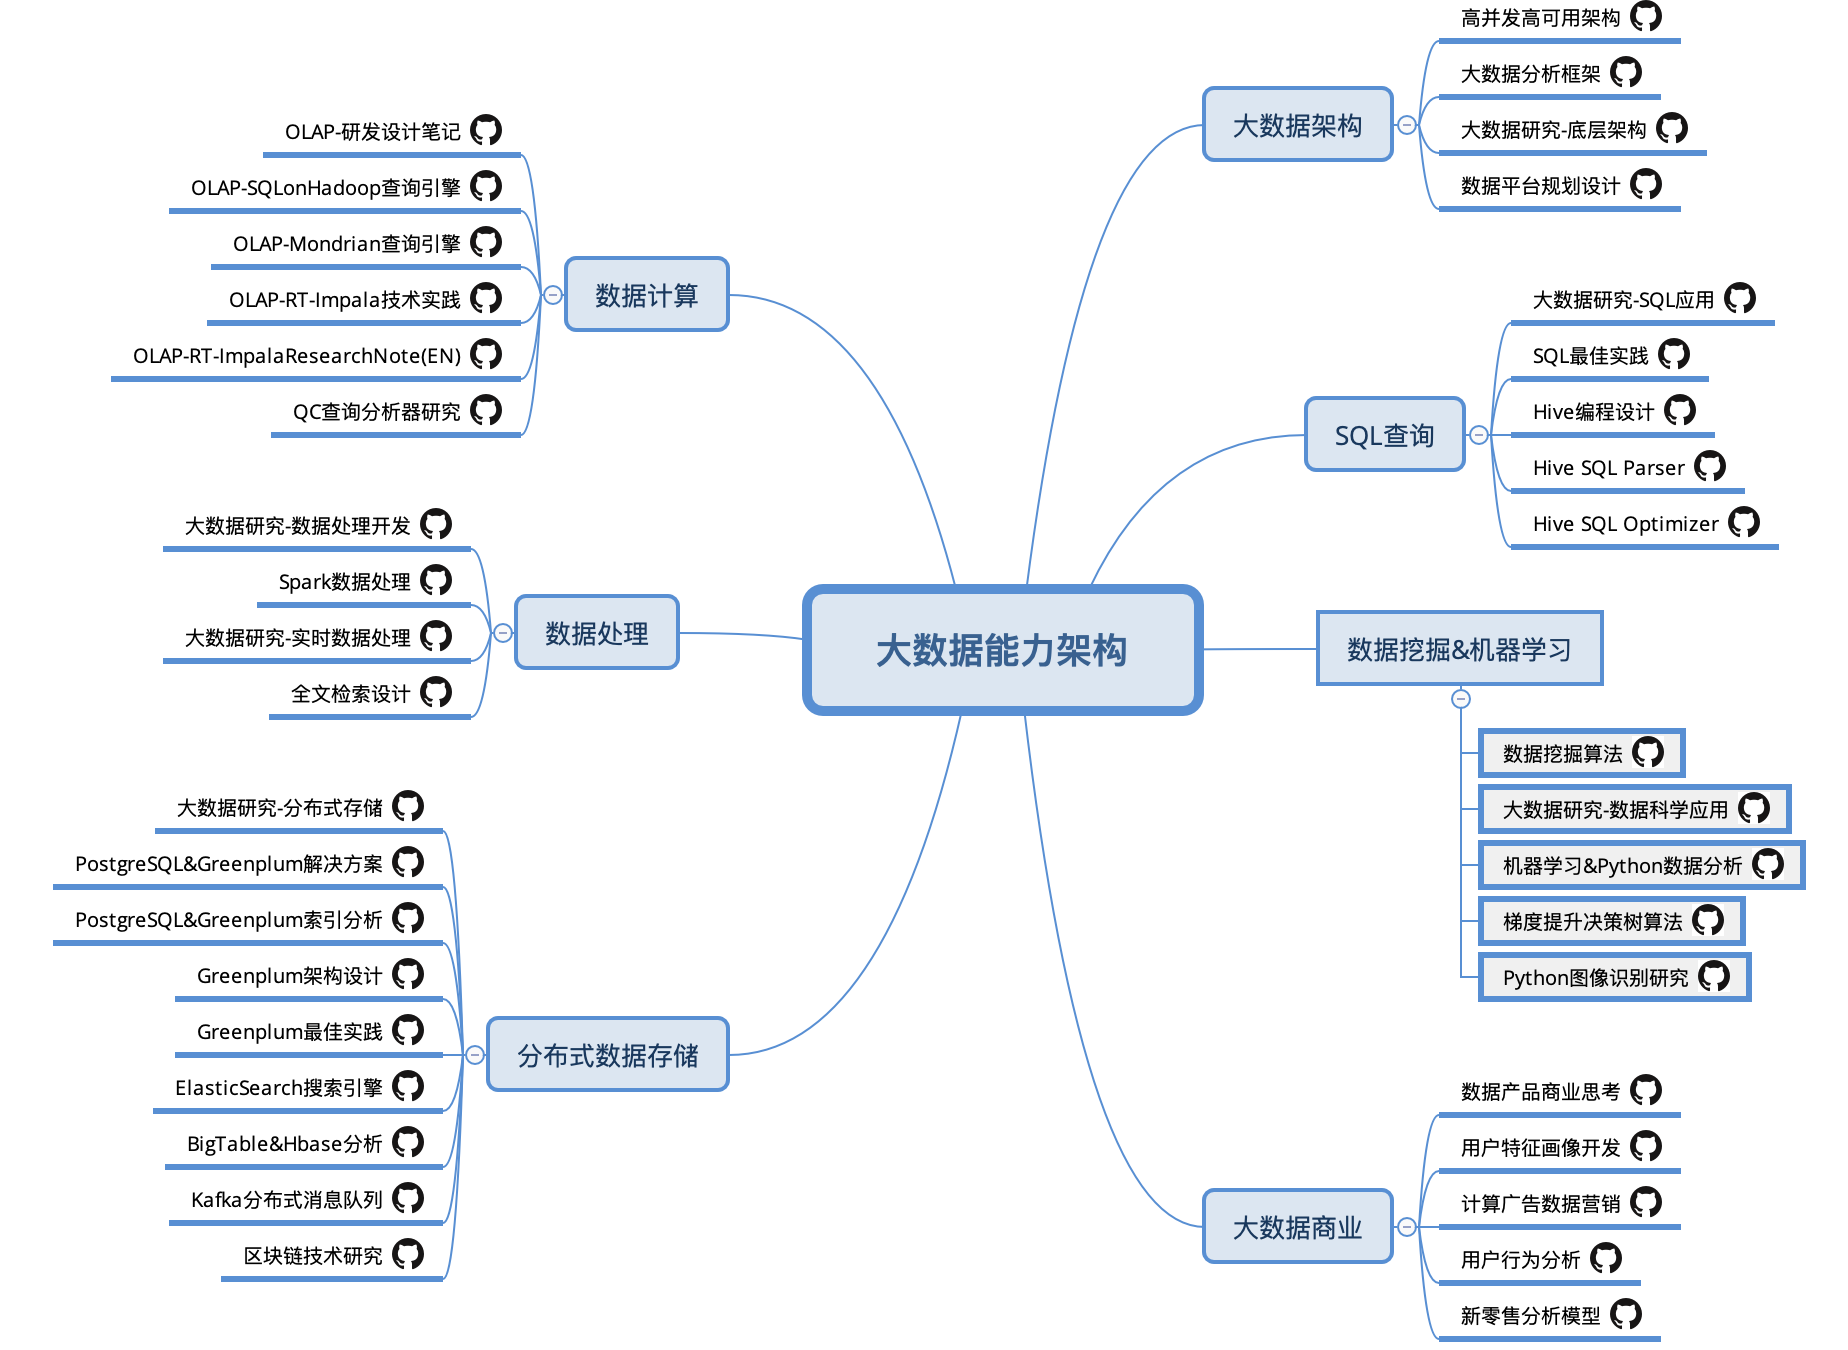 大数据能力架构
大数据架构
高并发高可用架构
大数据分析框架
大数据研究-底层架构
数据平台规划设计
SQL查询
大数据研究-SQL应用
SQL最佳实践
Hive编程设计
Hive SQL Parser
Hive SQL Optimizer
数据挖掘&机器学习
数据挖掘算法
大数据研究-数据科学应用
机器学习&Python数据分析
梯度提升决策树算法
Python图像识别研究
大数据商业
数据产品商业思考
用户特征画像开发
计算广告数据营销
用户行为分析
新零售分析模型
数据计算
OLAP-研发设计笔记
OLAP-SQLonHadoop查询引擎
OLAP-Mondrian查询引擎
OLAP-RT-Impala技术实践
OLAP-RT-ImpalaResearchNote(EN)
QC查询分析器研究
数据处理
大数据研究-数据处理开发
Spark数据处理
大数据研究-实时数据处理
全文检索设计
分布式数据存储
大数据研究-分布式存储
PostgreSQL&Greenplum解决方案
PostgreSQL&Greenplum索引分析
Greenplum架构设计
Greenplum最佳实践
ElasticSearch搜索引擎
BigTable&Hbase分析
Kafka分布式消息队列
区块链技术研究